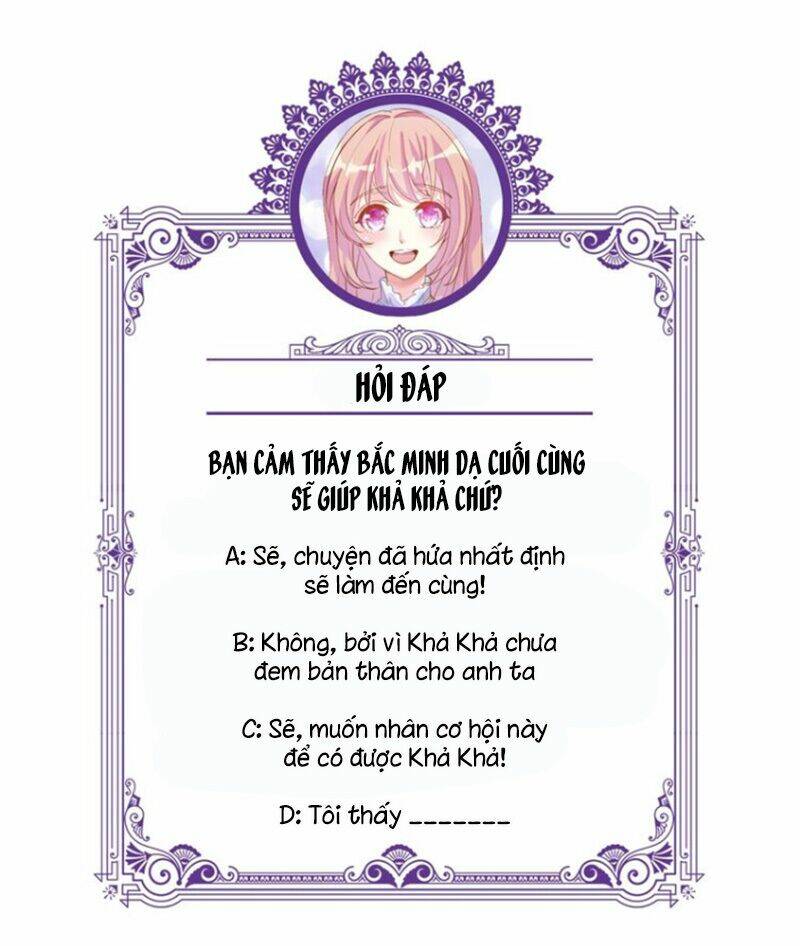 HỎI ĐÁP
BẠN CẢM THẤY BẮC MINH DẠ CUỐI CÙNG
SẼ GIÚP KHẢ KHẢ CHỨ?
A: Sẽ, chuyện đã hứa nhất định
sẽ làm đến cùng!
B: Không, bởi vì Khả Khả chưa
đem bản thân cho anh ta
C: Sẽ, muốn nhân cơ hội này
để có được Khả Khả!
D: Tôi thấy _______